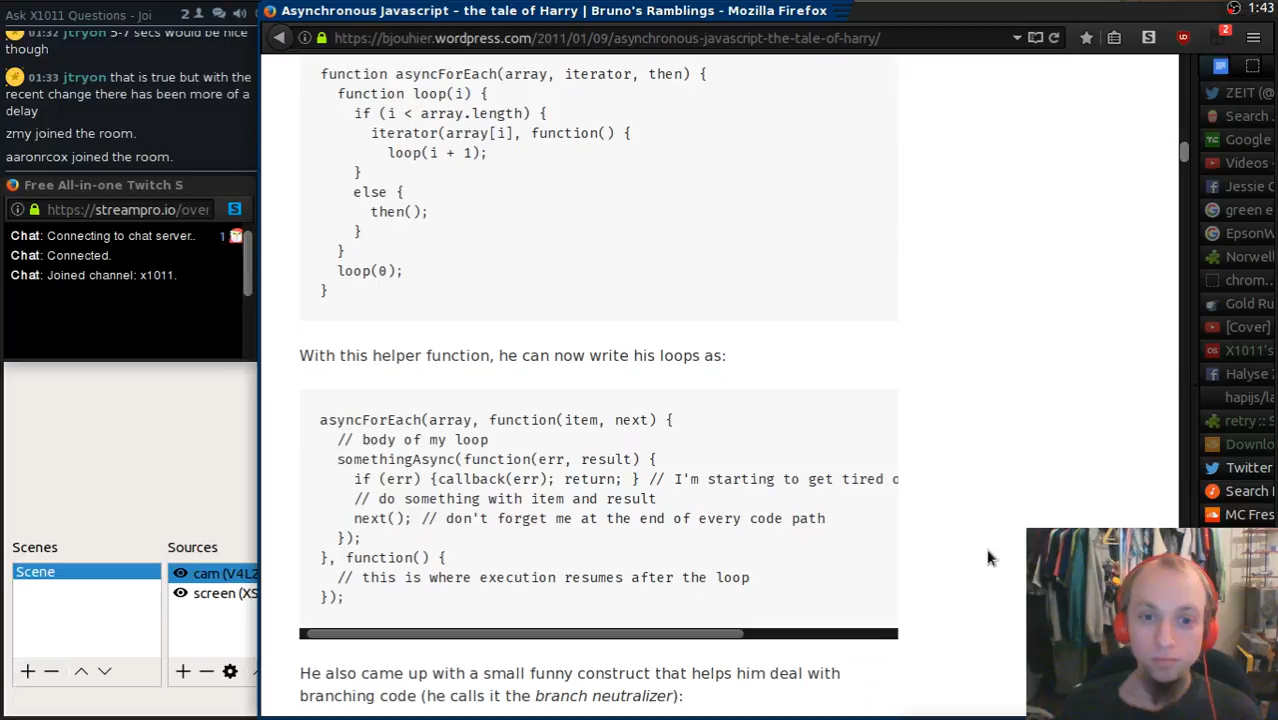 Ask X1011 Questions - Joi
2
01:32 jtryon 5-7 secs would be nice
though
01:33 jtryon that is true but with the
recent change there has been more of a
delay
zmy joined the room.
aaronrcox joined the room.
Free All-in-one Twitch S
https://streampro.io/over
S
Chat: Connecting to chat server..
1
Chat: Connected.
Chat: Joined channel: x1011.
Scenes
Sources
Scene
cam (V4L2
screen (XS
Asynchronous Javascript – the tale of Harry | Bruno's Ramblings - Mozilla Firefox
1:43
https://bjouhier.wordpress.com/2011/01/09/asynchronous-javascript-the-tale-of-harry/
S
2
function asyncForEach(array, iterator, then) {
function loop(i) {
if (i < array.length) {
iterator(array[i], function() {
loop(i + 1);
}
else {
then();
}
}
loop(0);
}
With this helper function, he can now write his loops as:
asyncForEach(array, function(item, next) {
// body of my loop
somethingAsync(function(err, result) {
if (err) {callback(err); return; } // I'm starting to get tired o
// do something with item and result
next(); // don't forget me at the end of every code path
});
}, function() {
// this is where execution resumes after the loop
});
He also came up with a small funny construct that helps him deal with
branching code (he calls it the branch neutralizer):
ZEIT (@
Search
Google
Videos -
Jessie C
green e
EpsonW
Norwell
chrom...
Gold Ru
[Cover]
X1011's
Halyse
hapijs/la
retry :: S
Downlo
Twitter
Search
MC Fres